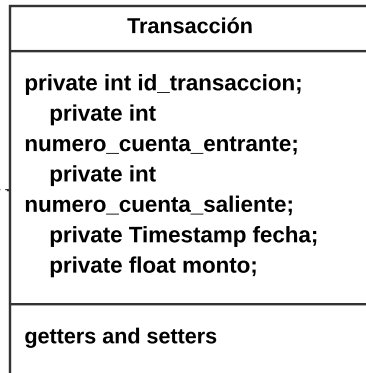 Transacción
private int id_transaccion;
private int
numero_cuenta_entrante;
private int
numero_cuenta_saliente;
private Timestamp fecha;
private float monto;
getters and setters